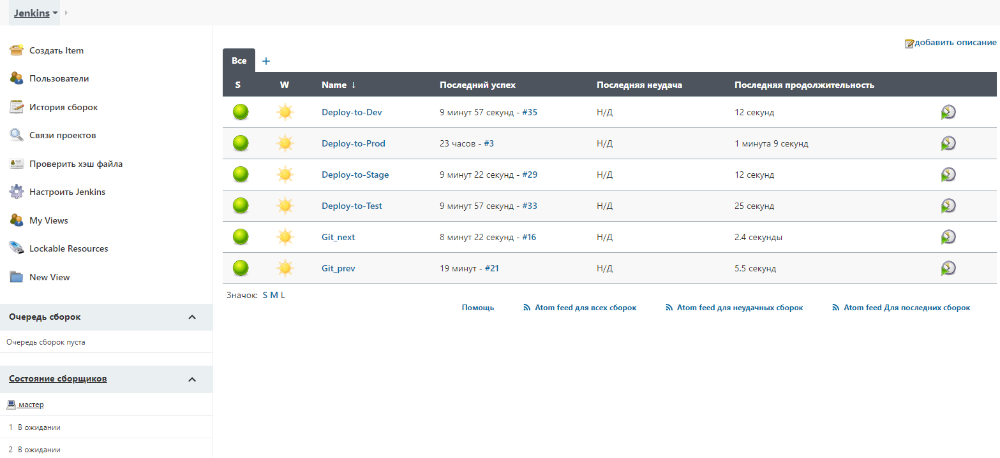 Jenkins
Создать Item
Пользователи
История сборок
Связи проектов
Проверить хэш файла
Настроить Jenkins
My Views
Lockable Resources
New View
Очередь сборок
Очередь сборок пуста
Состояние сборщиков
мастер
1 В ожидании
2 В ожидании
добавить описание
Все +
S W Name ↓ Последний успех Последняя неудача Последняя продолжительность
Deploy-to-Dev 9 минут 57 секунд - #35 Н/Д 12 секунд
Deploy-to-Prod 23 часов - #3 Н/Д 1 минута 9 секунд
Deploy-to-Stage 9 минут 22 секунд - #29 Н/Д 12 секунд
Deploy-to-Test 9 минут 57 секунд - #33 Н/Д 25 секунд
Git_next 8 минут 22 секунд - #16 Н/Д 2.4 секунды
Git_prev 19 минут - #21 Н/Д 5.5 секунд
Значок: S M L
Помощь Atom feed для всех сборок Atom feed для неудачных сборок Atom feed Для последних сборок